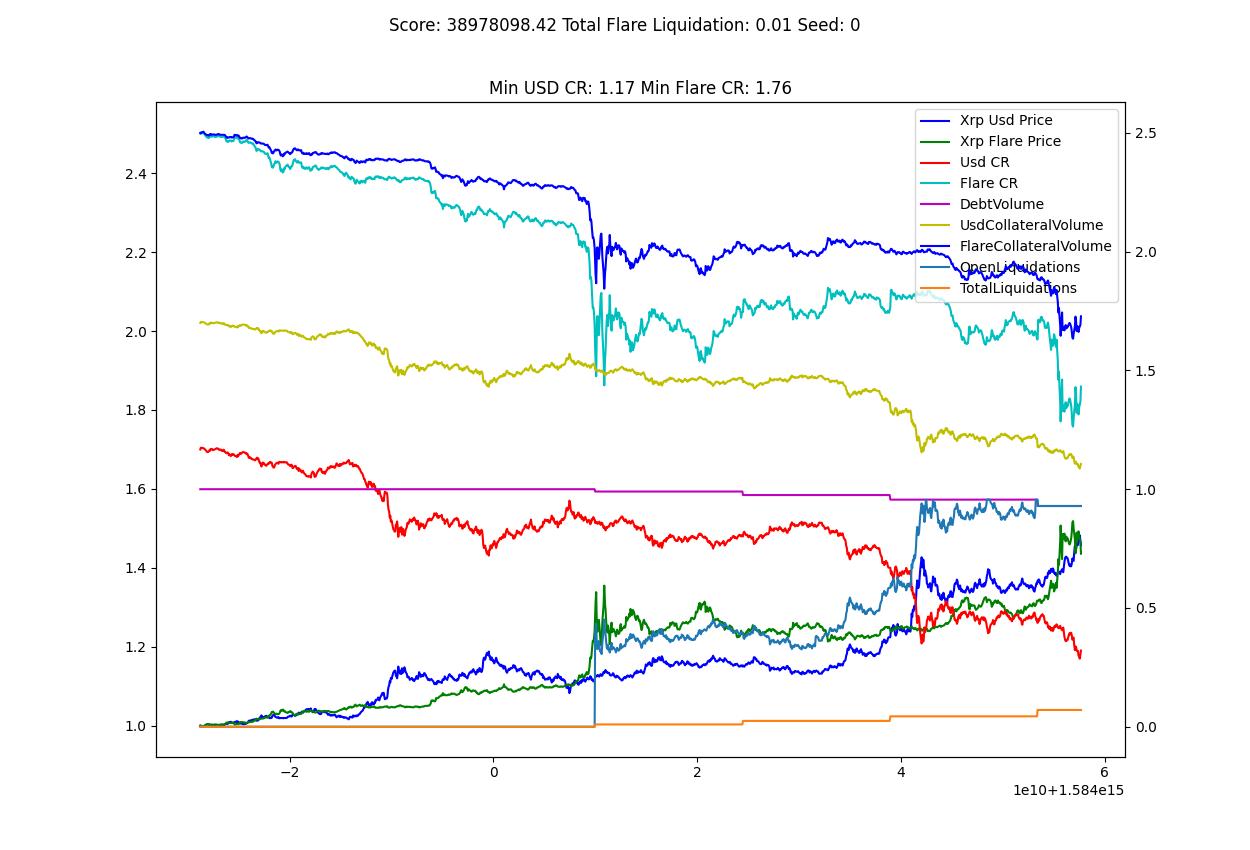 Score: 38978098.42 Total Flare Liquidation: 0.01 Seed: 0
Min USD CR: 1.17 Min Flare CR: 1.76
Xrp Usd Price
Xrp Flare Price
Usd CR
Flare CR
DebtVolume
UsdCollateralVolume
FlareCollateralVolume
OpenLiquidations
TotalLiquidations
2.4
2.2
2.0
1.8
1.6
1.4
1.2
1.0
2.5
2.0
1.5
1.0
0.5
0.0
−2
0
2
4
6
1e10+1.584e15